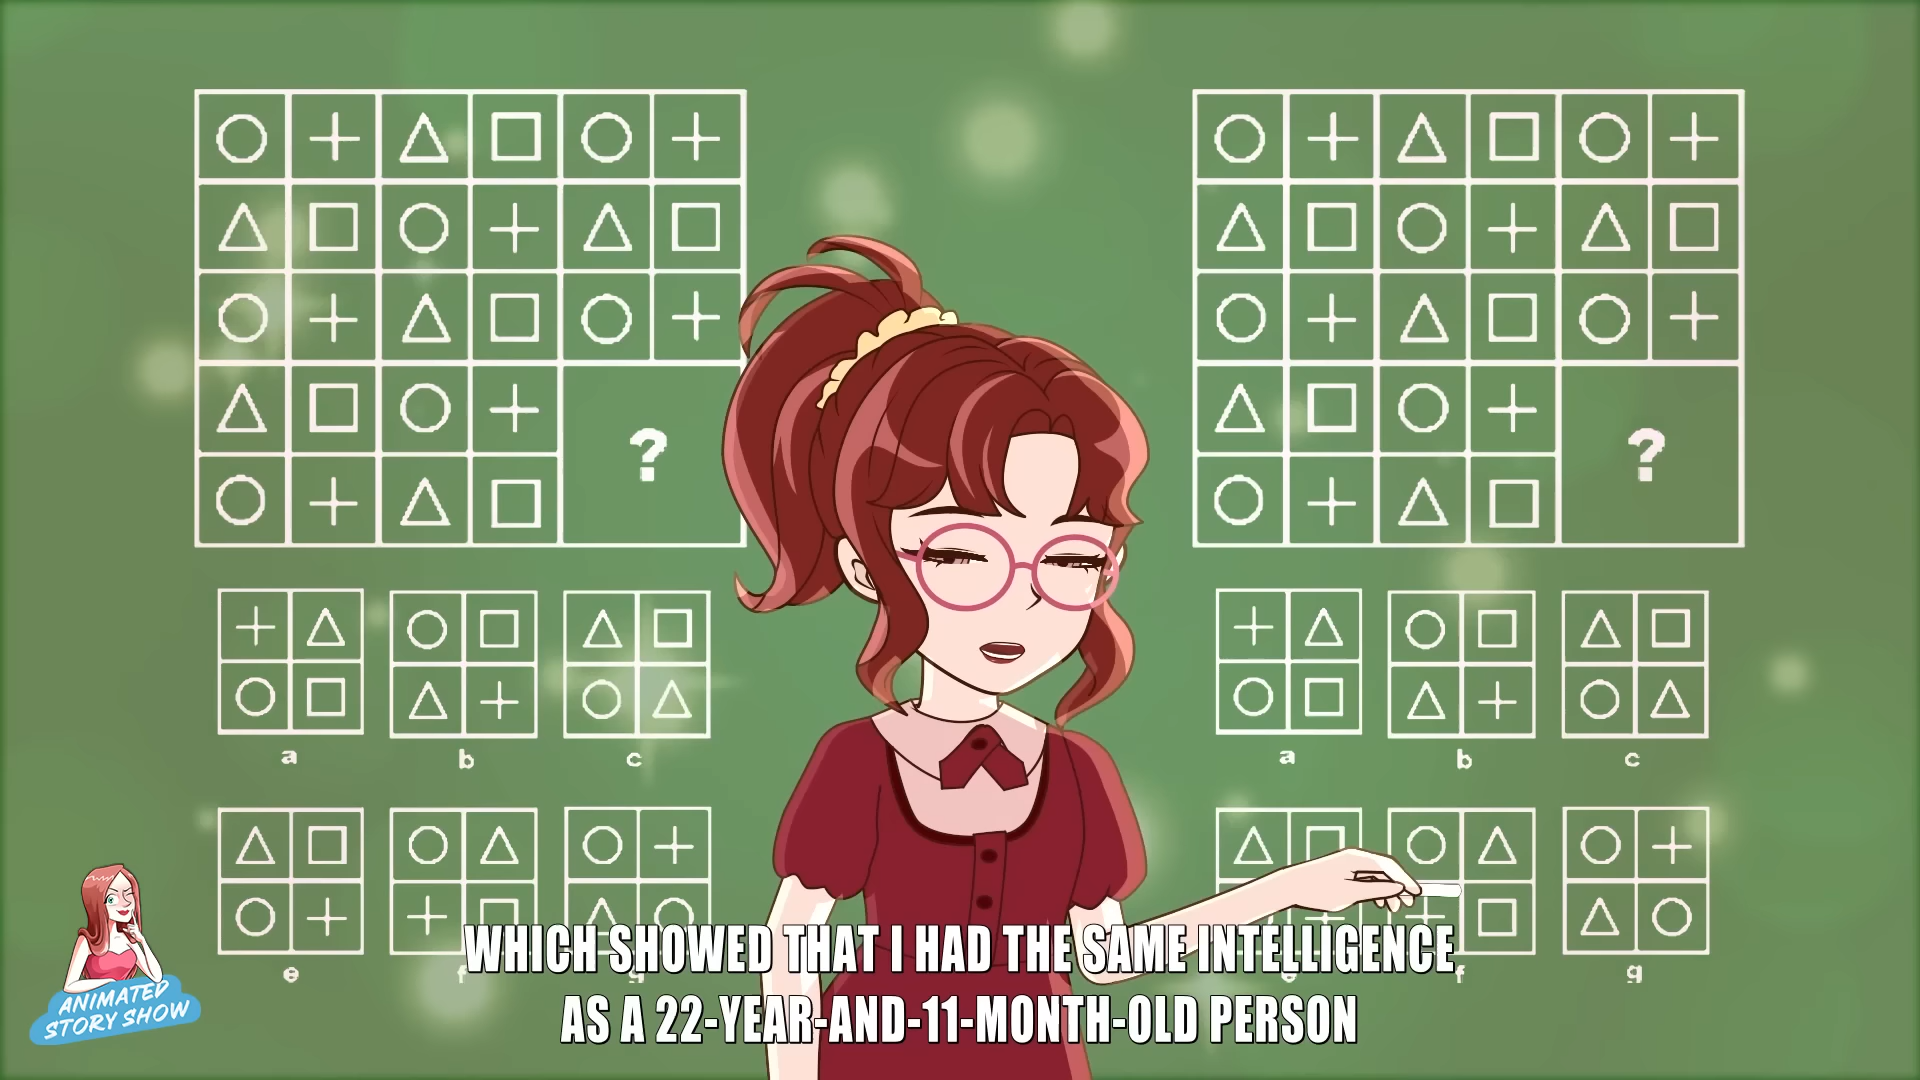 ?
?
a
b
c
a
b
c
e
f
g
e
f
g
WHICH SHOWED THAT I HAD THE SAME INTELLIGENCE
AS A 22-YEAR-AND-11-MONTH-OLD PERSON
ANIMATED
STORY SHOW